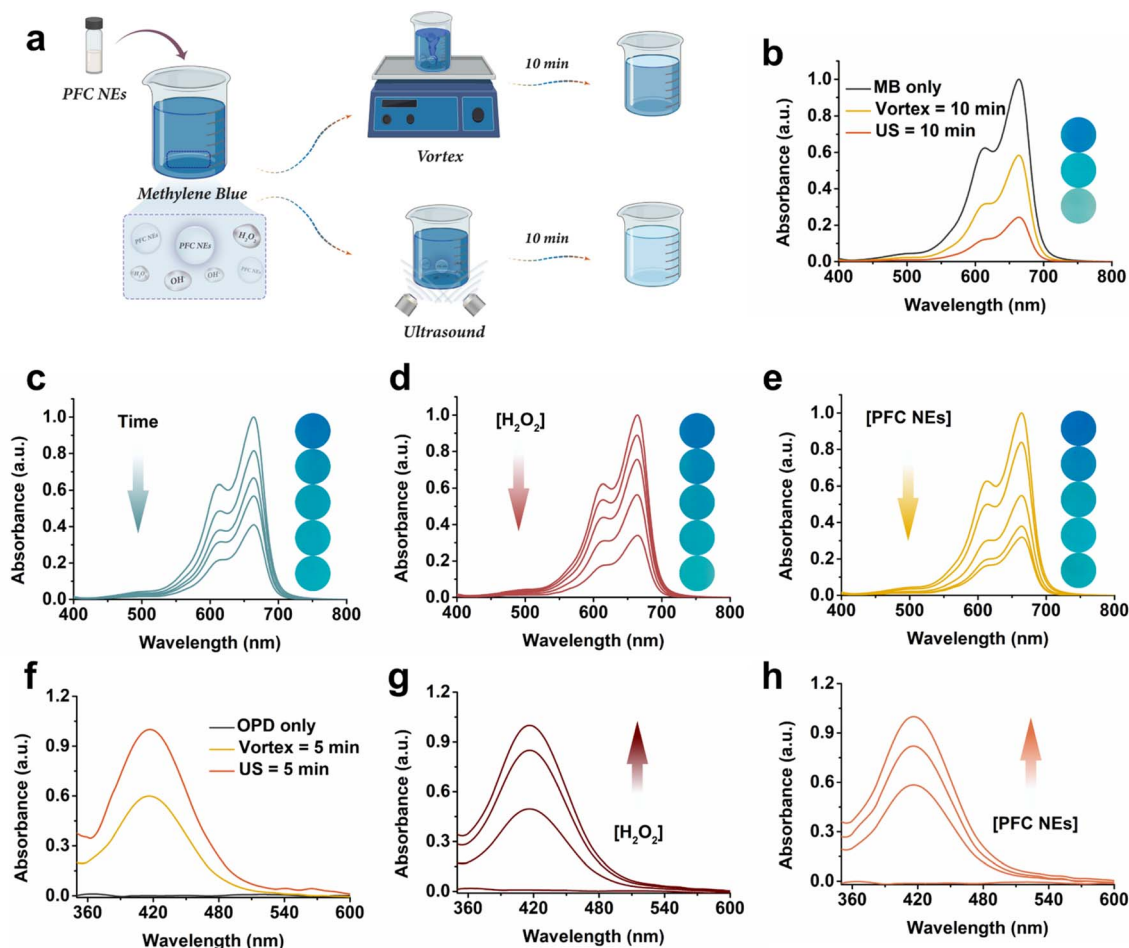 a
PFC NEs
Methylene Blue
PFC NEs
PFC NEs
H₂O₂
H₂O₂
OH
OH
PFC NEs
Vortex
10 min
Ultrasound
10 min
b
Absorbance (a.u.)
1.0
0.8
0.6
0.4
0.2
0.0
MB only
Vortex = 10 min
US = 10 min
400 500 600 700 800
Wavelength (nm)
c
Absorbance (a.u.)
1.0
0.8
0.6
0.4
0.2
0.0
Time
400 500 600 700 800
Wavelength (nm)
d
Absorbance (a.u.)
1.0
0.8
0.6
0.4
0.2
0.0
[H₂O₂]
400 500 600 700 800
Wavelength (nm)
e
Absorbance (a.u.)
1.0
0.8
0.6
0.4
0.2
0.0
[PFC NEs]
400 500 600 700 800
Wavelength (nm)
f
Absorbance (a.u.)
1.2
0.9
0.6
0.3
0.0
OPD only
Vortex = 5 min
US = 5 min
360 420 480 540 600
Wavelength (nm)
g
Absorbance (a.u.)
1.2
0.9
0.6
0.3
0.0
[H₂O₂]
360 420 480 540 600
Wavelength (nm)
h
Absorbance (a.u.)
1.2
0.9
0.6
0.3
0.0
[PFC NEs]
360 420 480 540 600
Wavelength (nm)